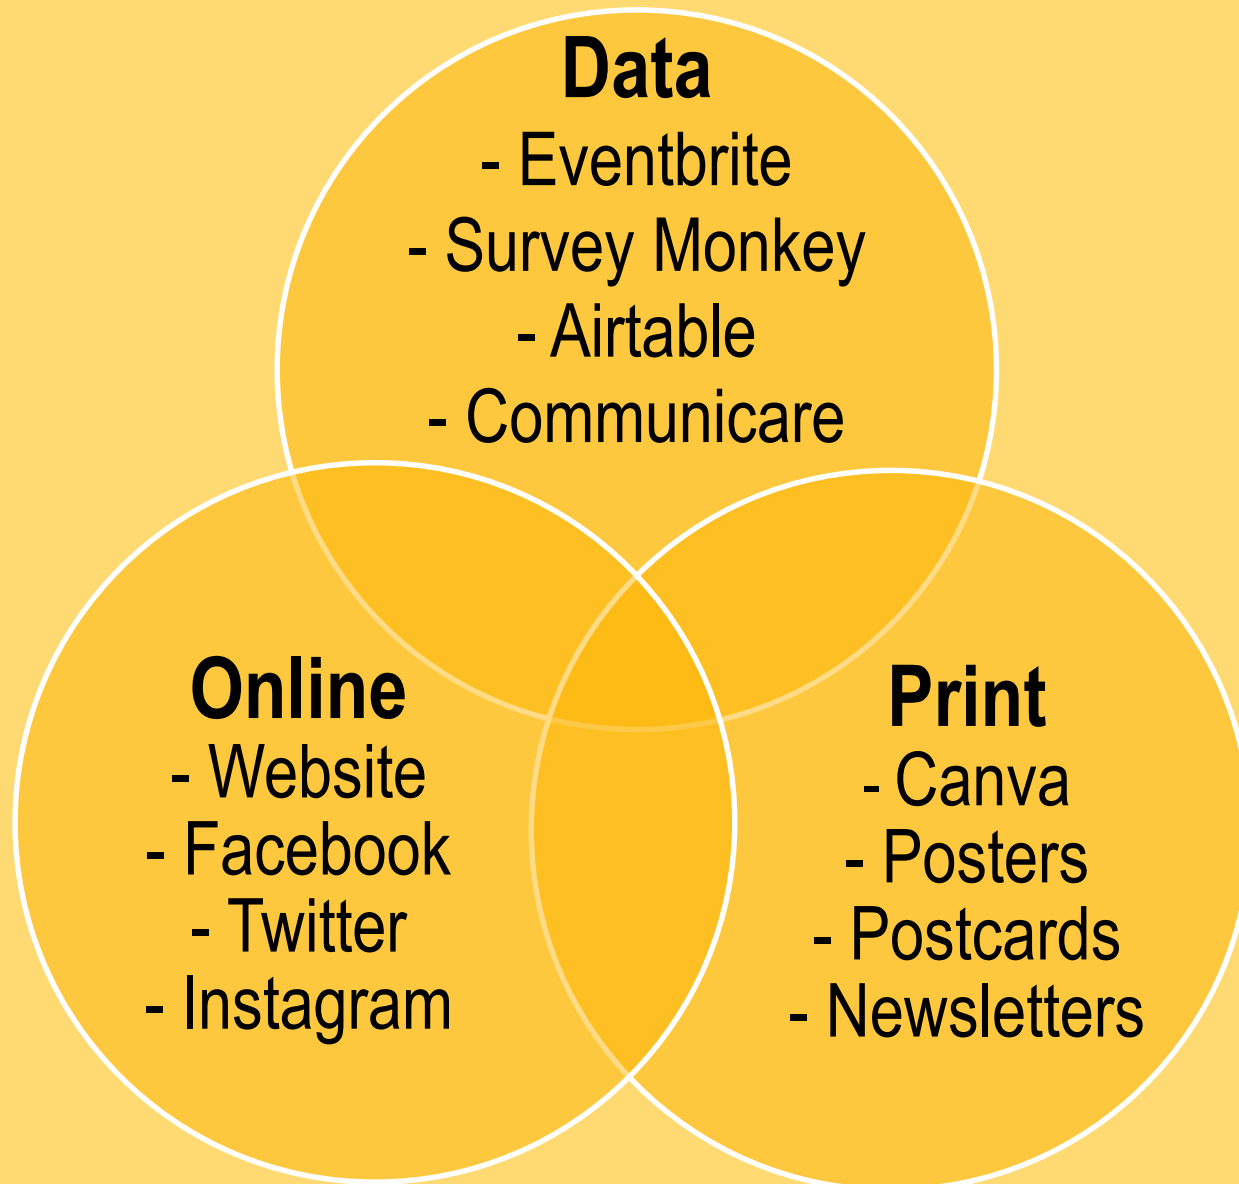 Data
- Eventbrite
- Survey Monkey
- Airtable
- Communicare
Online
- Website
- Facebook
- Twitter
- Instagram
Print
- Canva
- Posters
- Postcards
- Newsletters